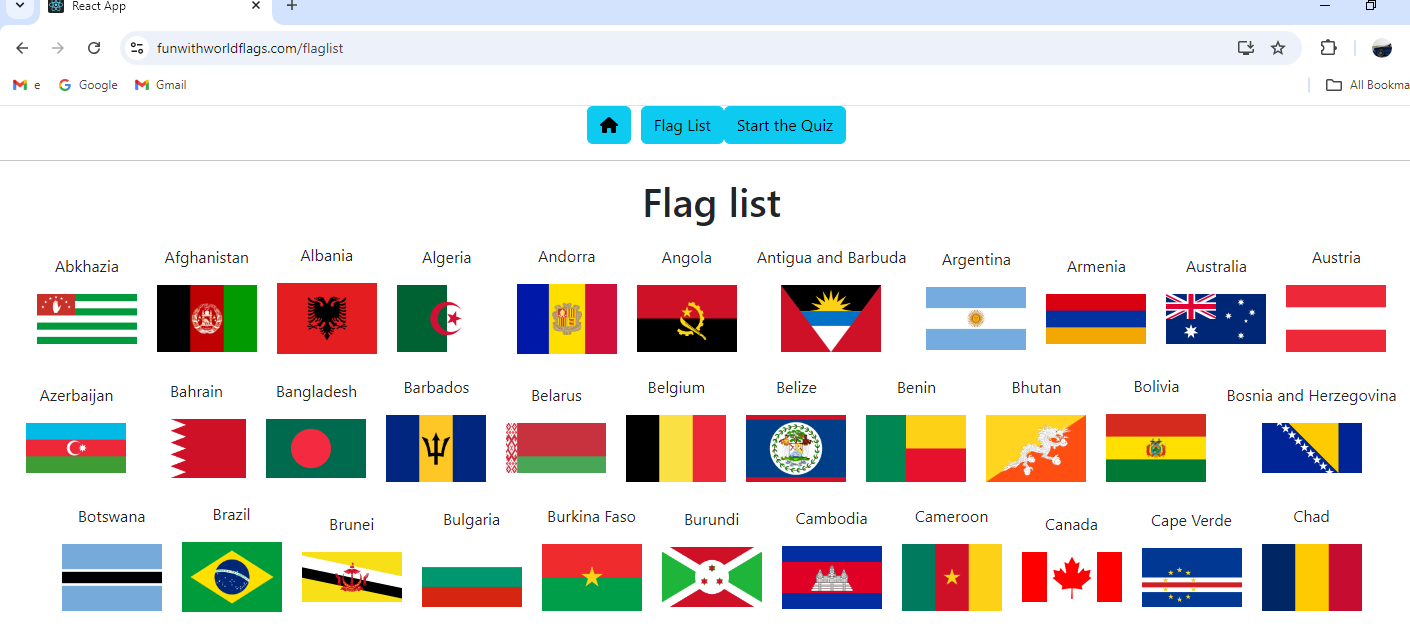 React App
funwithworldflags.com/flaglist
e Google Gmail All Bookma
Flag List Start the Quiz
Flag list
Abkhazia Afghanistan Albania Algeria Andorra Angola Antigua and Barbuda Argentina Armenia Australia Austria
Azerbaijan Bahrain Bangladesh Barbados Belarus Belgium Belize Benin Bhutan Bolivia Bosnia and Herzegovina
Botswana Brazil Brunei Bulgaria Burkina Faso Burundi Cambodia Cameroon Canada Cape Verde Chad